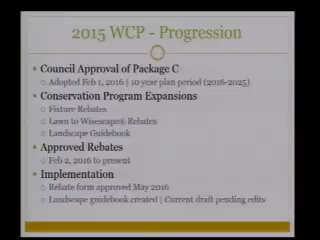 2015 WCP - Progression
Council Approval of Package C
Adopted Feb 1, 2016 | 10 year plan period (2016-2025)
Conservation Program Expansions
Fixture Rebates
Lawn to Wisescape® Rebates
Landscape Guidebook
Approved Rebates
Feb 2, 2016 to present
Implementation
Rebate form approved May 2016
Landscape guidebook created | Current draft pending edits